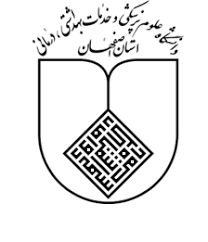 دانشگاه علوم پزشکی و خدمات بهداشتی، درمانی
استان اصفهان